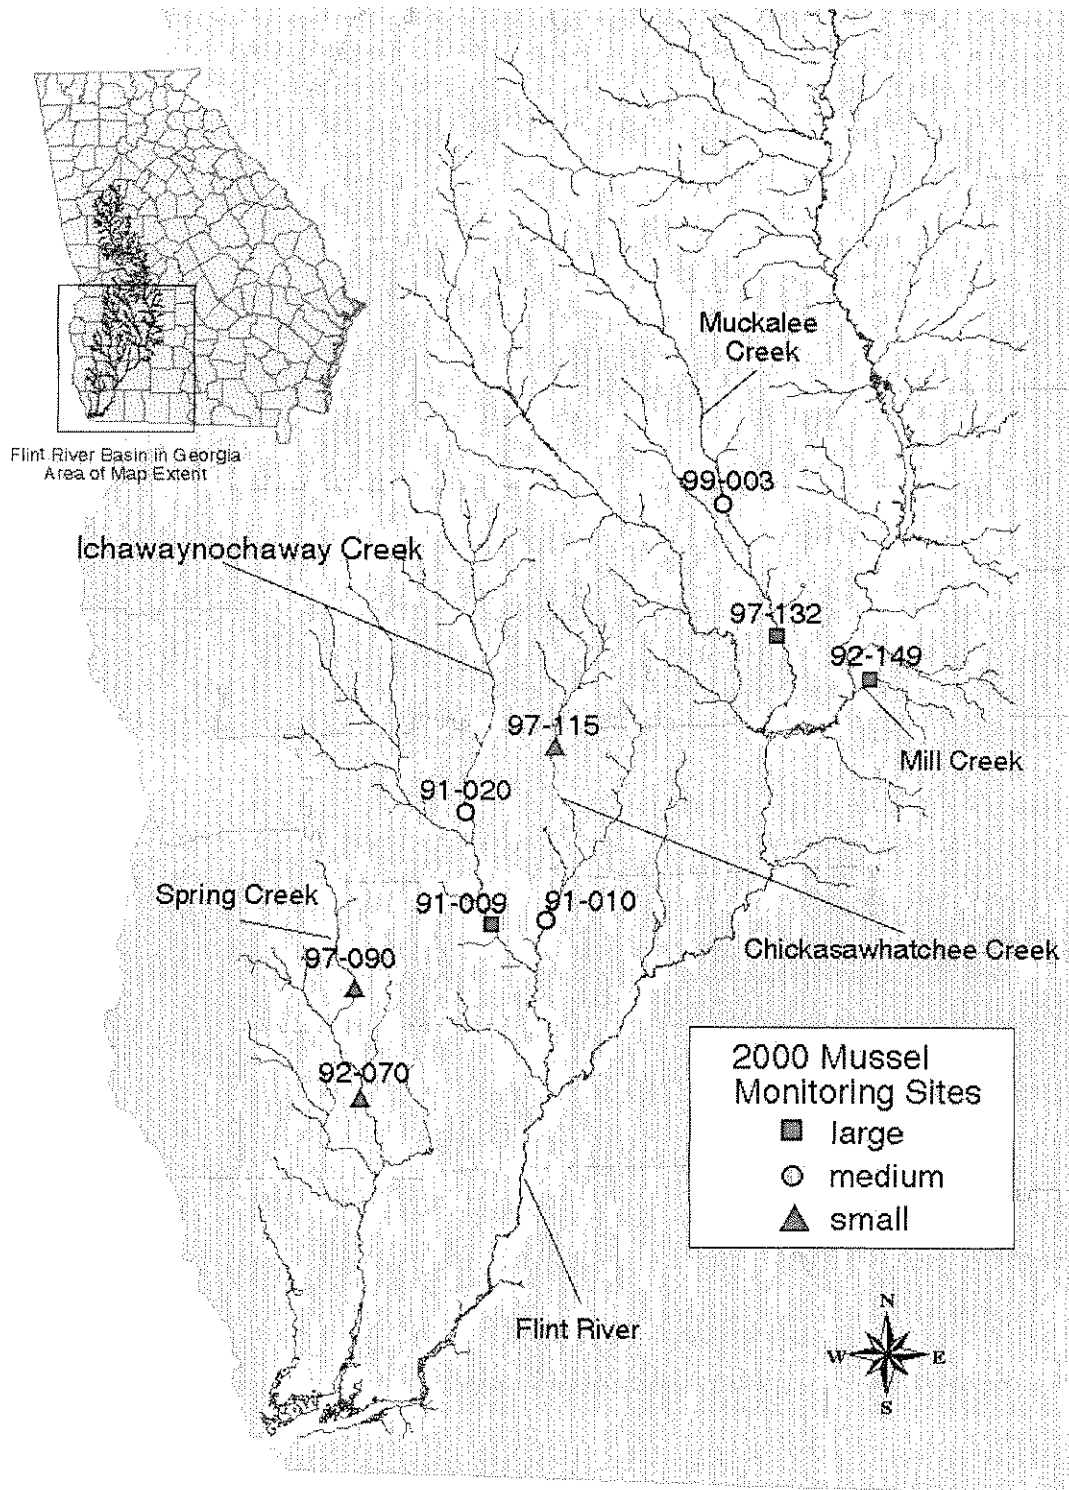 Muckalee
Creek
Flint River Basin in Georgia
Area of Map Extent
99-003
Ichawaynochaway Creek
97-132
92-149
97-115
Mill Creek
91-020
Spring Creek
91-009
91-010
Chickasawhatchee Creek
97-090
92-070
2000 Mussel
Monitoring Sites
large
medium
small
Flint River
N
W
E
S